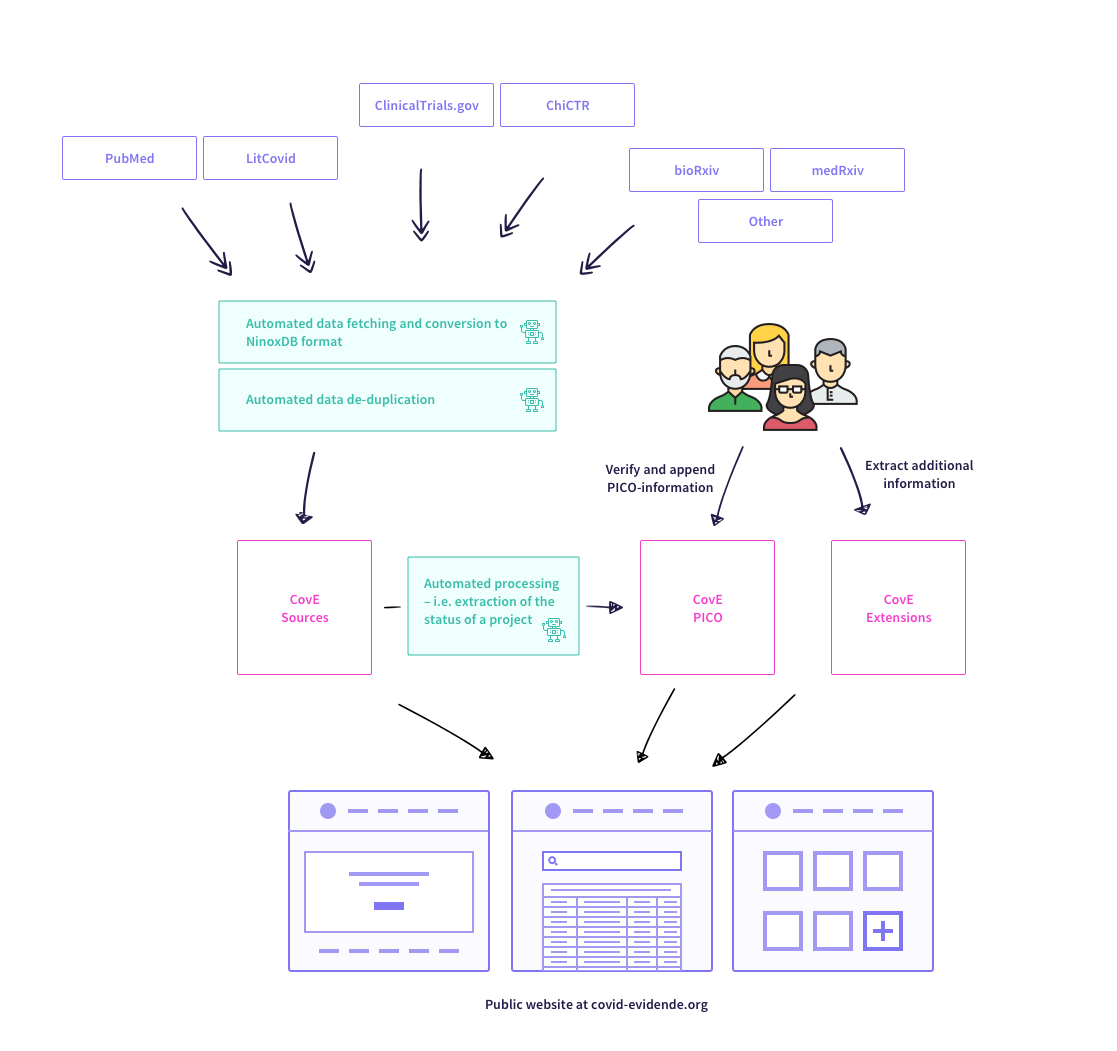 ClinicalTrials.gov
ChiCTR
PubMed
LitCovid
bioRxiv
medRxiv
Other
Automated data fetching and conversion to
NinoxDB format
Automated data de-duplication
Verify and append
PICO-information
Extract additional
information
CovE
Sources
Automated processing
– i.e. extraction of the
status of a project
CovE
PICO
CovE
Extensions
Public website at covid-evidende.org